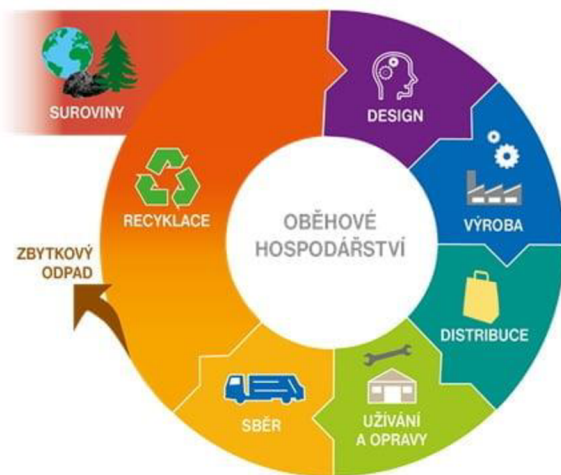 SUROVINY
DESIGN
VÝROBA
DISTRIBUCE
UŽÍVÁNÍ
A OPRAVY
SBĚR
RECYKLACE
ZBYTKOVÝ
ODPAD
OBĚHOVÉ
HOSPODÁŘSTVÍ